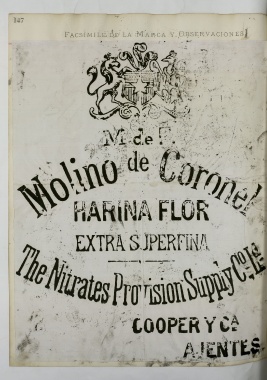 147
FACSÍMILE DE LA MARCA Y OBSERVACIONES
M. de F.
Molino de Coronel
HARINA FLOR
EXTRA SUPERFINA
The Nitrates Provision Supply Co. Ld.
COOPER Y Ca
AJENTES.